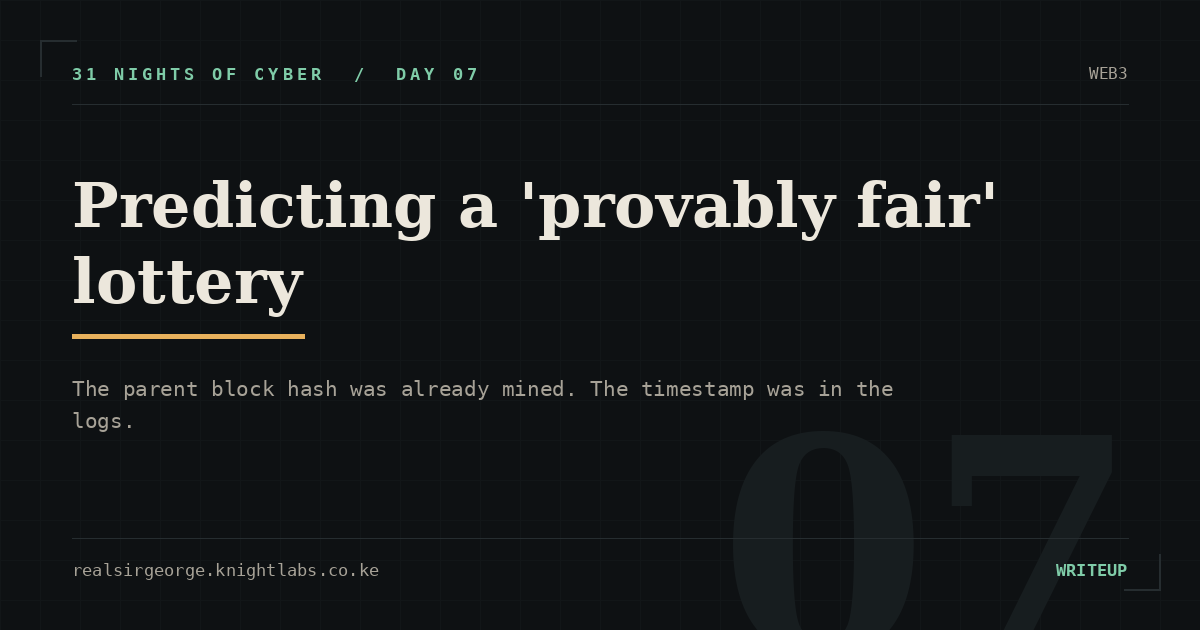 31 NIGHTS OF CYBER / DAY 07
WEB3
Predicting a 'provably fair'
lottery
The parent block hash was already mined. The timestamp was in the
logs.
07
realsirgeorge.knightlabs.co.ke
WRITEUP